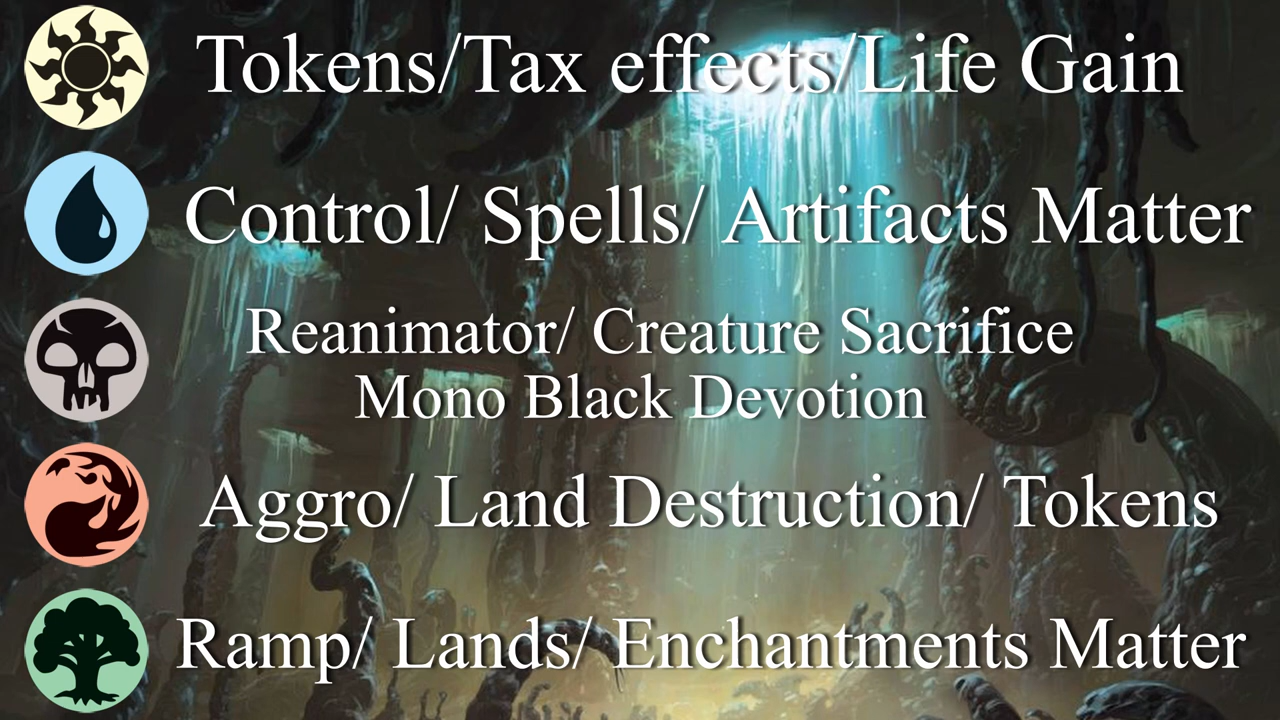 Tokens/Tax effects/Life Gain
Control/ Spells/ Artifacts Matter
Reanimator/ Creature Sacrifice
Mono Black Devotion
Aggro/ Land Destruction/ Tokens
Ramp/ Lands/ Enchantments Matter